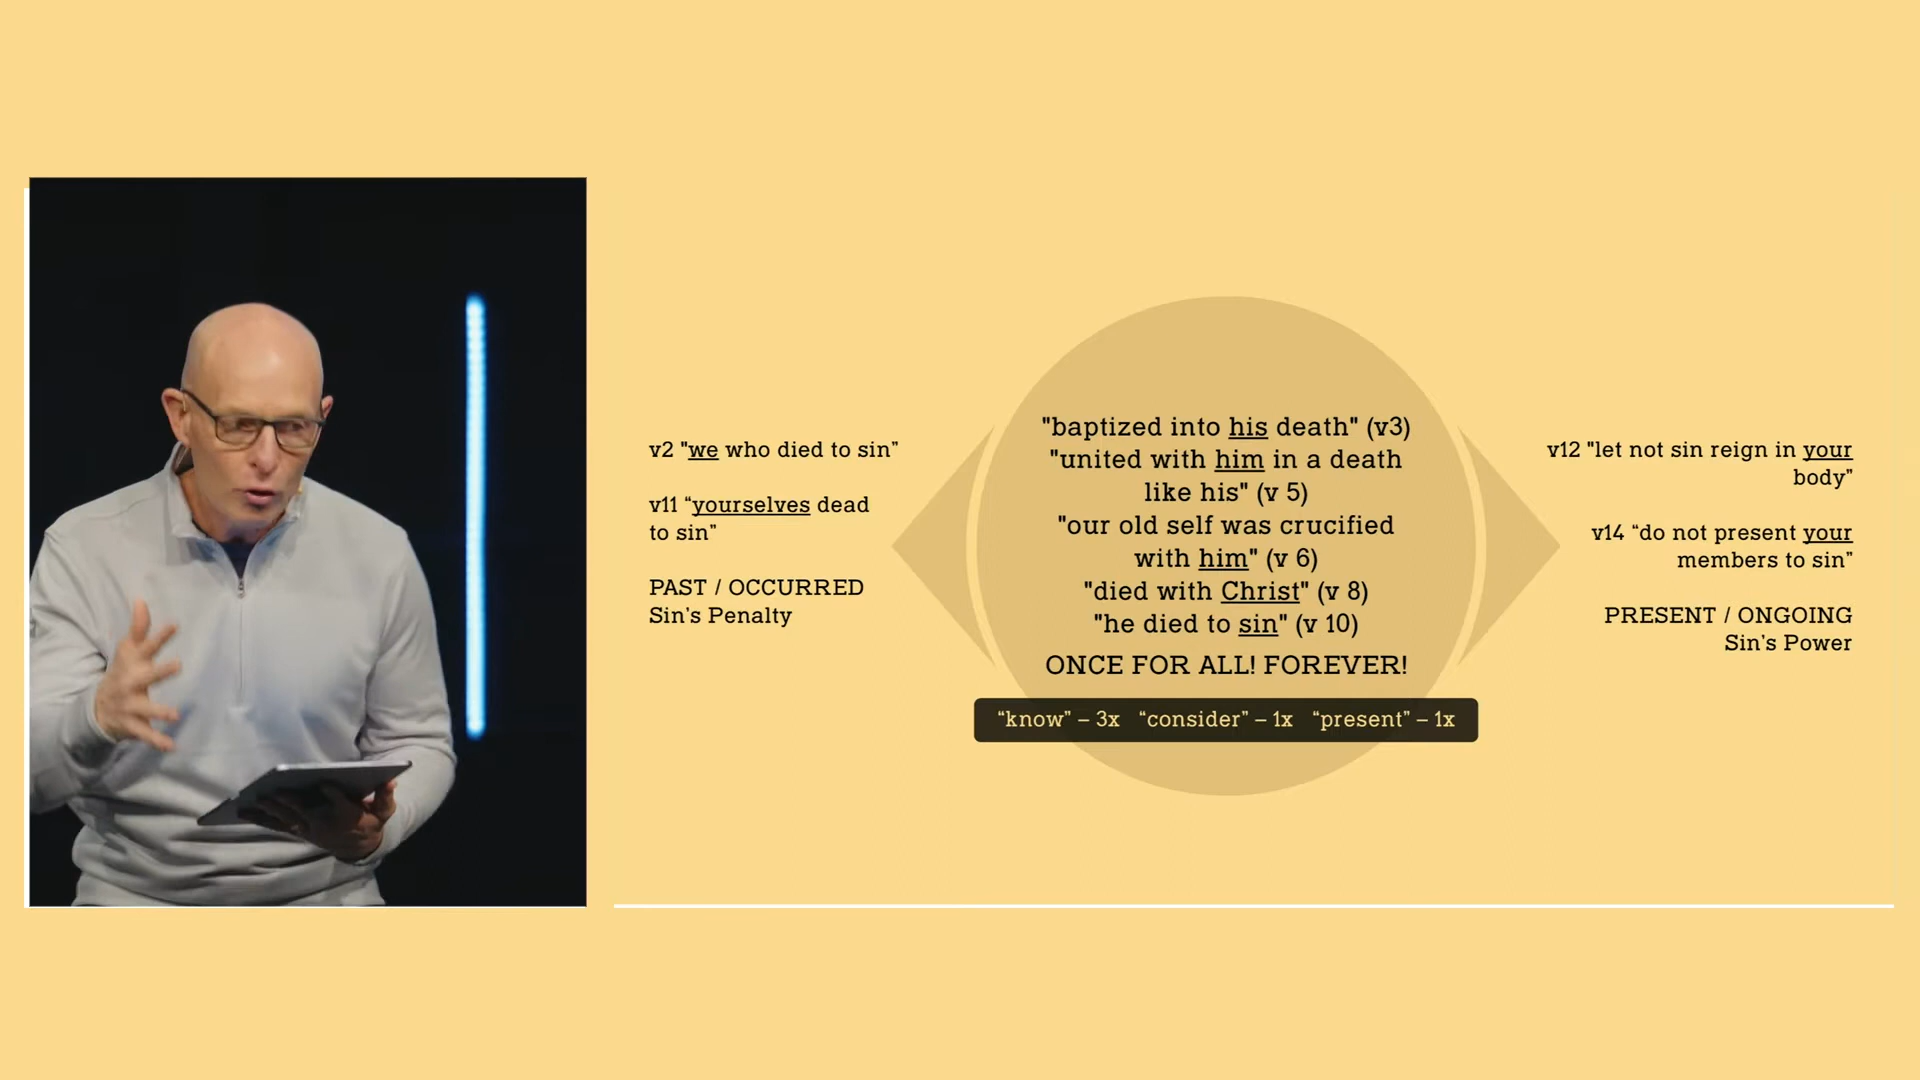 v2 "we who died to sin”
v11 “yourselves dead
to sin”
PAST / OCCURRED
Sin's Penalty
"baptized into his death" (v3)
"united with him in a death
like his" (v 5)
"our old self was crucified
with him" (v 6)
"died with Christ" (v 8)
"he died to sin" (v 10)
ONCE FOR ALL! FOREVER!
“know” – 3x “consider” – 1x “present” – 1x
v12 "let not sin reign in your
body”
v14 “do not present your
members to sin”
PRESENT / ONGOING
Sin's Power